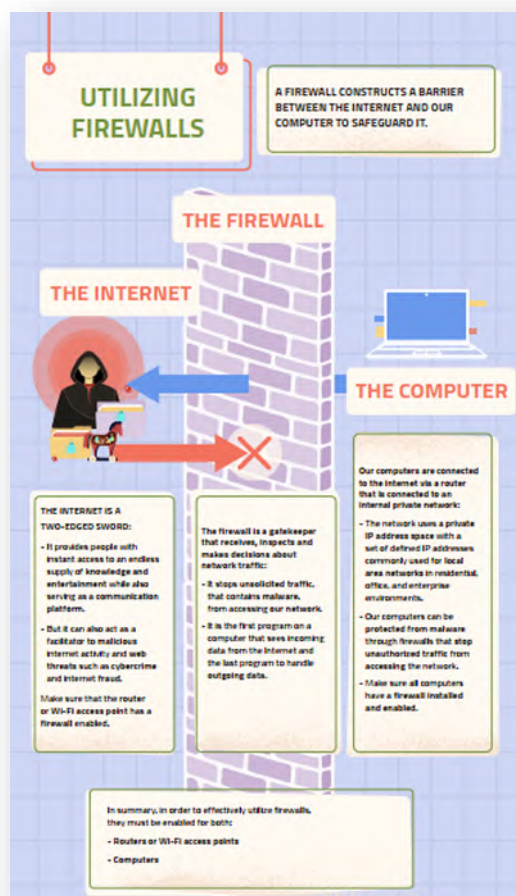 UTILIZING
FIREWALLS
A FIREWALL CONSTRUCTS A BARRIER
BETWEEN THE INTERNET AND OUR
COMPUTER TO SAFEGUARD IT.
THE FIREWALL
THE INTERNET
THE COMPUTER
THE INTERNET IS A
TWO-EDGED SWORD:
- It provides people with
instant access to an endless
supply of knowledge and
entertainment while also
serving as a communication
platform.
- But it can also act as a
facilitator to malicious
internet activity and web
threats such as cybercrime
and internet fraud.
Make sure that the router
or Wi-Fi access point has a
firewall enabled.
The firewall is a gatekeeper
that receives, inspects and
makes decisions about
network traffic:
- It stops unsolicited traffic,
that contains malware,
from accessing our network.
- It is the first program on a
computer that sees incoming
data from the Internet and
the last program to handle
outgoing data.
Our computers are connected
to the internet via a router
that is connected to an
internal private network:
- The network uses a private
IP address space with a
set of defined IP addresses
commonly used for local
area networks in residential,
office, and enterprise
environments.
- Our computers can be
protected from malware
through firewalls that stop
unauthorized traffic from
accessing the network.
- Make sure all computers
have a firewall installed
and enabled.
In summary, in order to effectively utilize firewalls,
they must be enabled for both:
- Routers or Wi-Fi access points
- Computers